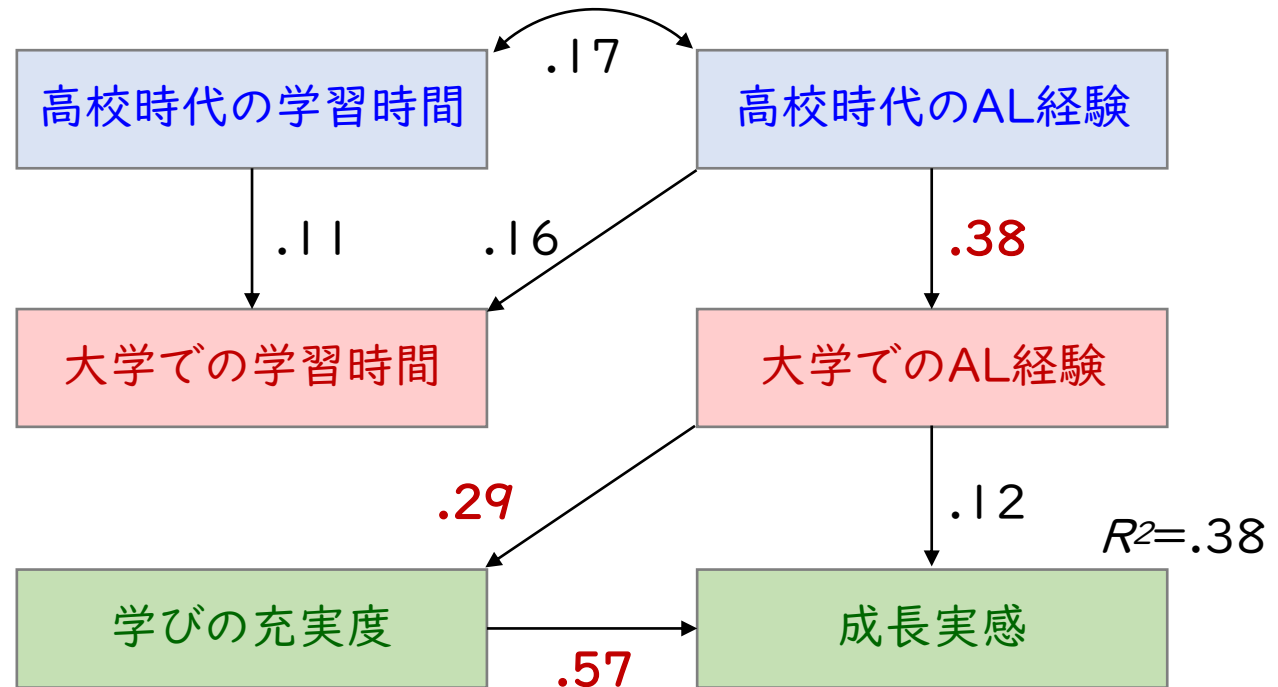 .17
高校時代の学習時間
高校時代のAL経験
.11
.16
.38
大学での学習時間
大学でのAL経験
.29
.12
R²=.38
学びの充実度
成長実感
.57